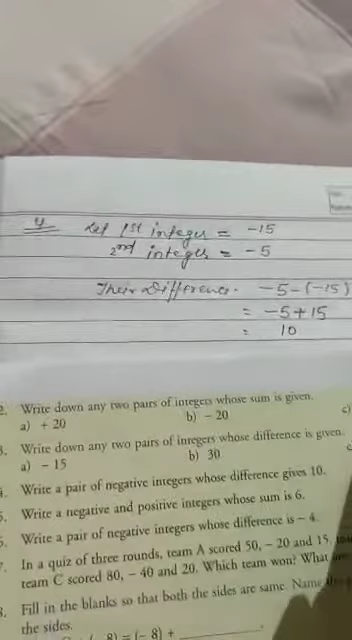 4 Let 1st integer = -15
2nd integer = -5
Their Difference. -5-(-15)
= -5+15
= 10
2. Write down any two pairs of integers whose sum is given.
a) + 20 b) - 20 c)
3. Write down any two pairs of integers whose difference is given.
a) - 15 b) 30
4. Write a pair of negative integers whose difference gives 10.
5. Write a negative and positive integers whose sum is 6.
6. Write a pair of negative integers whose difference is - 4.
7. In a quiz of three rounds, team A scored 50, - 20 and 15,
team C scored 80, - 40 and 20. Which team won? What
8. Fill in the blanks so that both the sides are same. Name the
the sides.
(- 8) = (- 8) + ________.